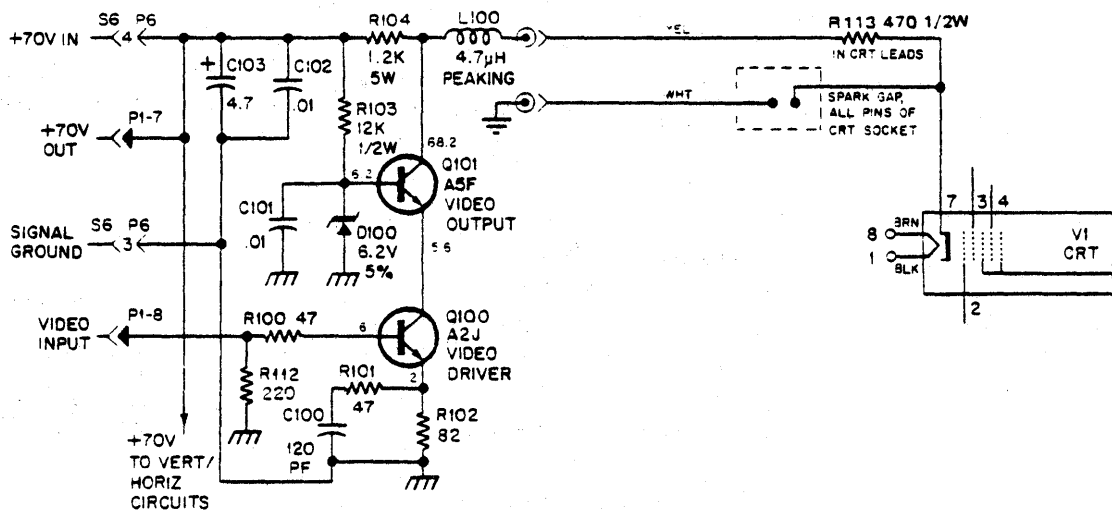 +70V IN
S6 P6
4
R104
1.2K
5W
L100
4.7µH
PEAKING
YEL
R113 470 1/2W
IN CRT LEADS
+
C103
4.7
C102
.01
R103
12K
1/2W
WHT
SPARK GAP,
ALL PINS OF
CRT SOCKET
+70V
OUT
P1-7
68.2
Q101
A5F
VIDEO
OUTPUT
6.2
C101
.01
D100
6.2V
5%
5.6
SIGNAL
GROUND
S6 P6
3
7 3 4
8 BRN
1 BLK
V1
CRT
2
VIDEO
INPUT
P1-8
R100 47
6
Q100
A2J
VIDEO
DRIVER
.2
R112
220
R101
47
C100
120
PF
R102
82
+70V
TO VERT/
HORIZ
CIRCUITS